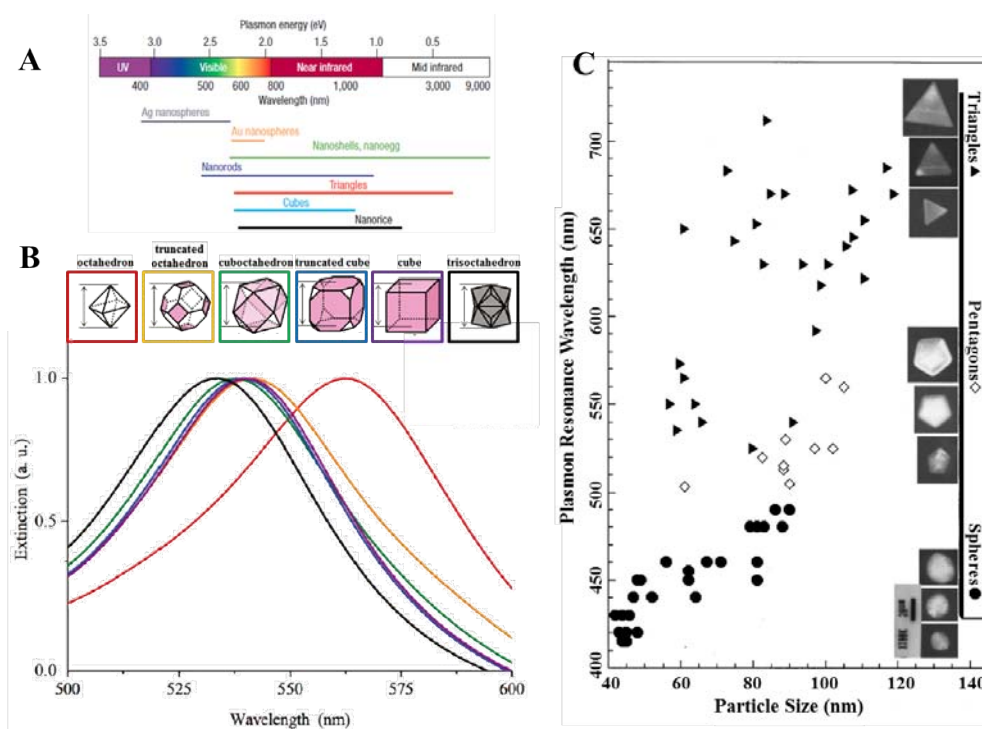 A
Plasmon energy (eV)
3.5 3.0 2.5 2.0 1.5 1.0 0.5
UV Visible Near infrared Mid infrared
400 500 600 800 1,000 3,000 9,000
Wavelength (nm)
Ag nanospheres
Au nanospheres
Nanoshells, nanoegg
Nanorods
Triangles
Cubes
Nanorice
B
octahedron
truncated
octahedron
cuboctahedron
truncated cube
cube
trisoctahedron
Extinction (a. u.)
1.0
0.5
0.0
500 525 550 575 600
Wavelength (nm)
C
Plasmon Resonance Wavelength (nm)
700
650
600
550
500
450
400
40 60 80 100 120 140
Particle Size (nm)
Triangles
Pentagons
Spheres